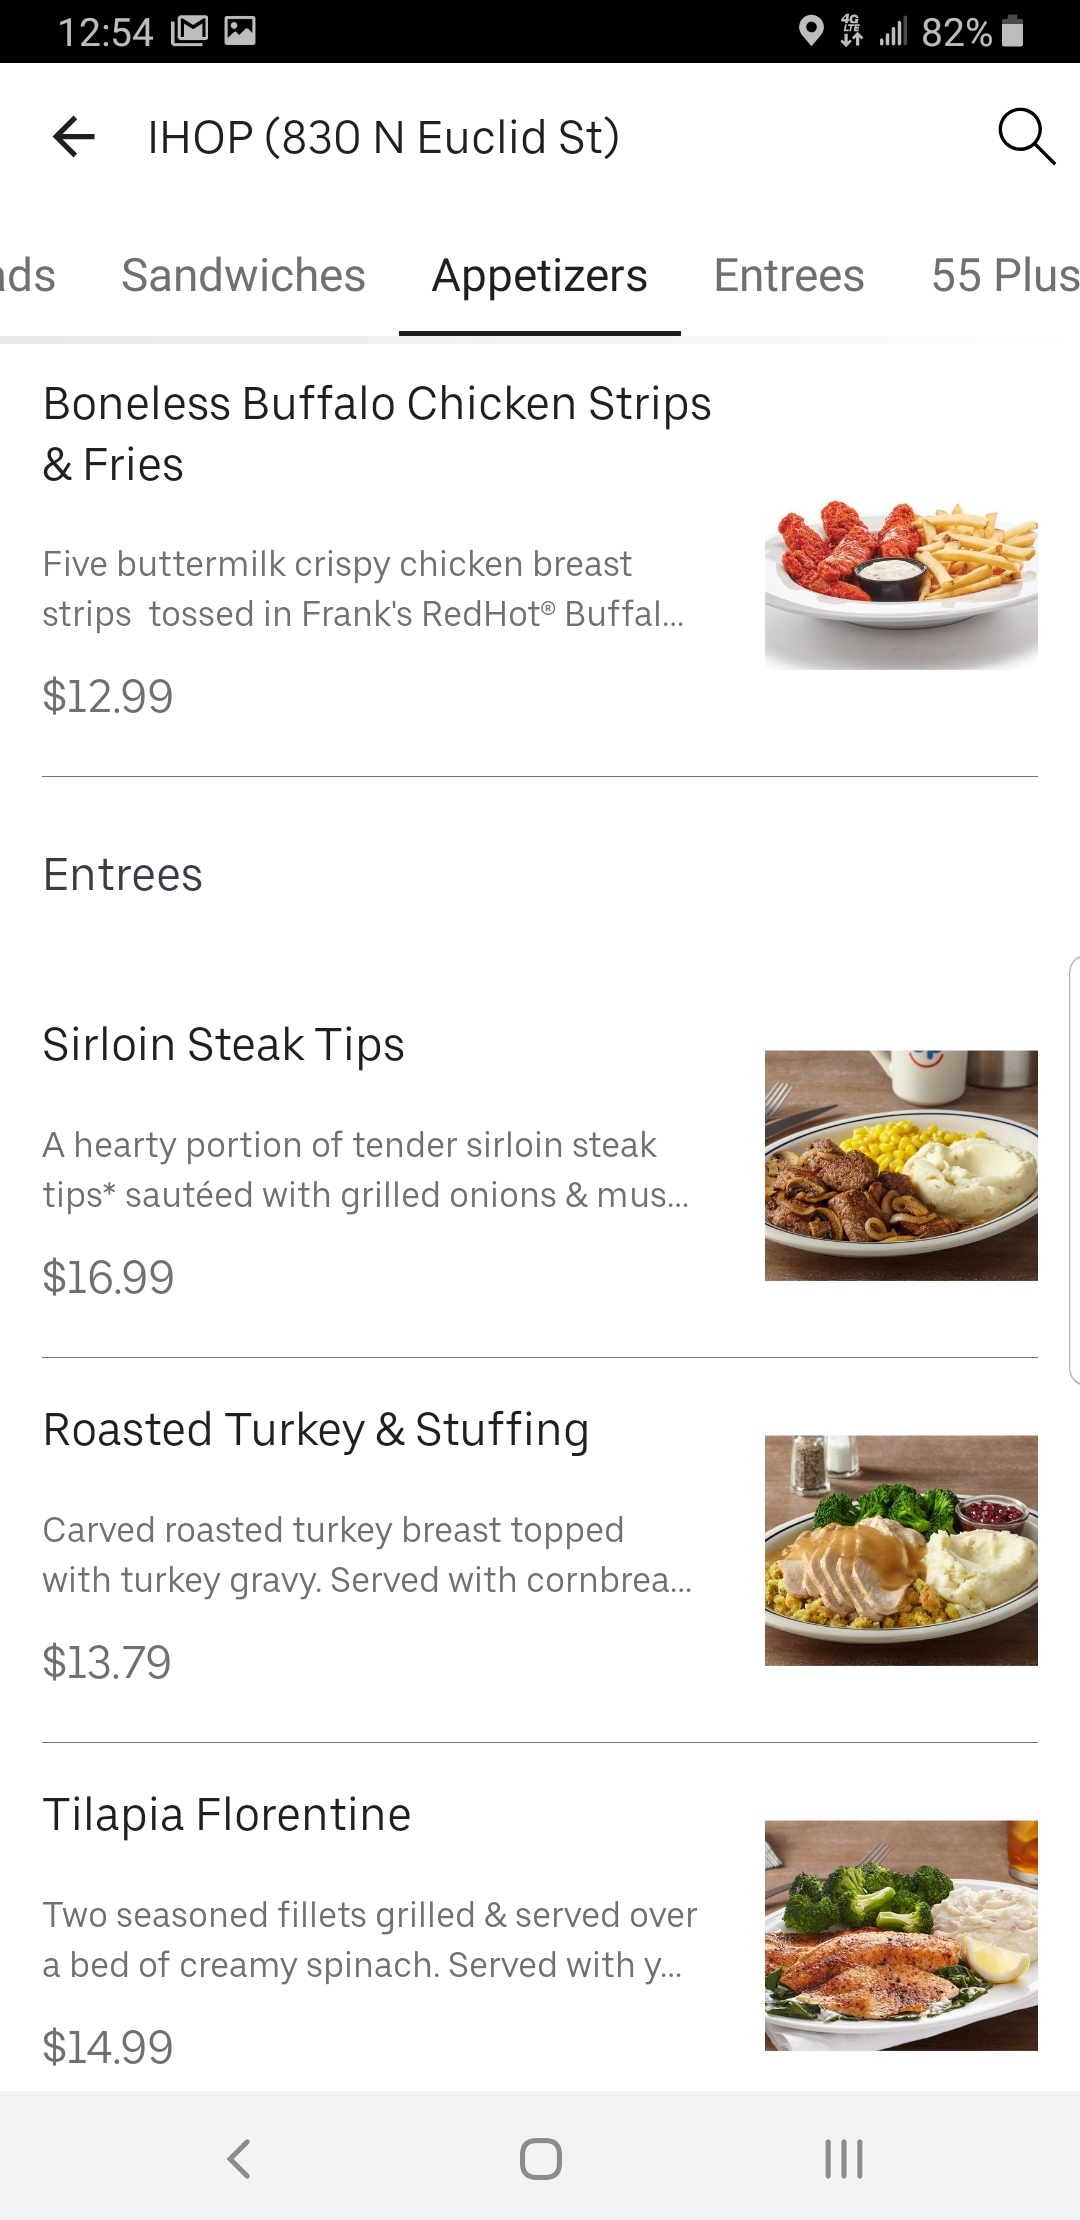 12:54
4G LTE 82%
IHOP (830 N Euclid St)
ds Sandwiches Appetizers Entrees 55 Plus
Boneless Buffalo Chicken Strips
& Fries
Five buttermilk crispy chicken breast
strips tossed in Frank's RedHot® Buffal...
$12.99
Entrees
Sirloin Steak Tips
A hearty portion of tender sirloin steak
tips* sautéed with grilled onions & mus...
$16.99
Roasted Turkey & Stuffing
Carved roasted turkey breast topped
with turkey gravy. Served with cornbrea...
$13.79
Tilapia Florentine
Two seasoned fillets grilled & served over
a bed of creamy spinach. Served with y...
$14.99